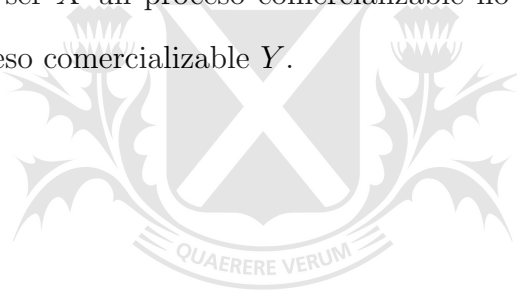 ser X un proceso comercializable no
eso comercializable Y.
QUAERERE VERUM